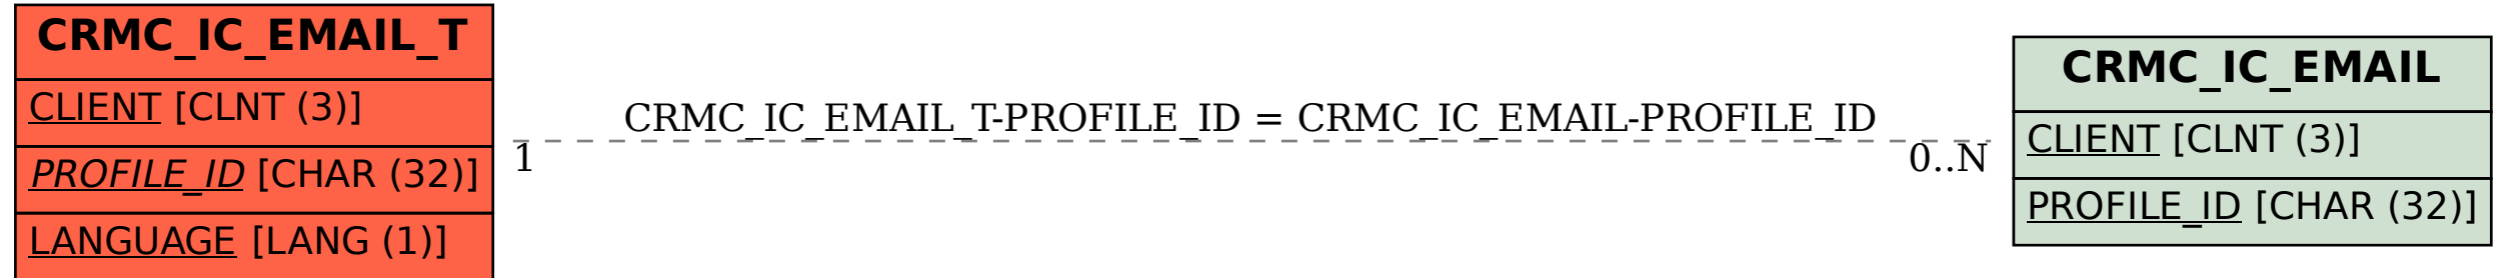 CRMC_IC_EMAIL_T
CLIENT [CLNT (3)]
PROFILE_ID [CHAR (32)]
LANGUAGE [LANG (1)]
CRMC_IC_EMAIL_T-PROFILE_ID = CRMC_IC_EMAIL-PROFILE_ID
1
0..N
CRMC_IC_EMAIL
CLIENT [CLNT (3)]
PROFILE_ID [CHAR (32)]